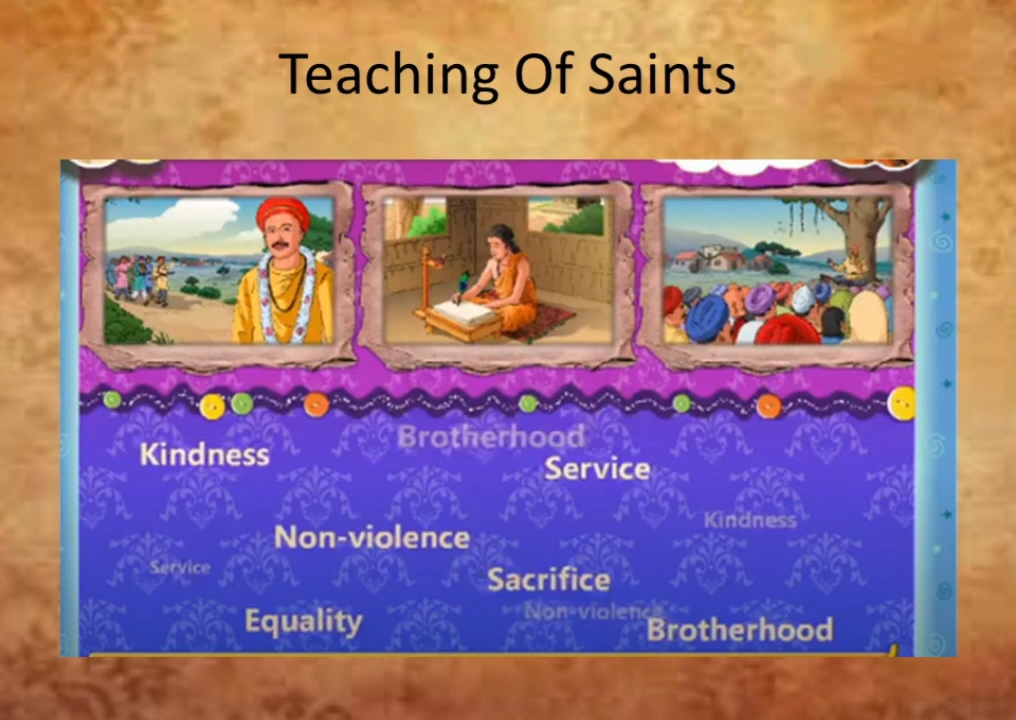 Teaching Of Saints
Brotherhood
Kindness
Service
Kindness
Non-violence
Service
Sacrifice
Non-violence
Equality
Brotherhood